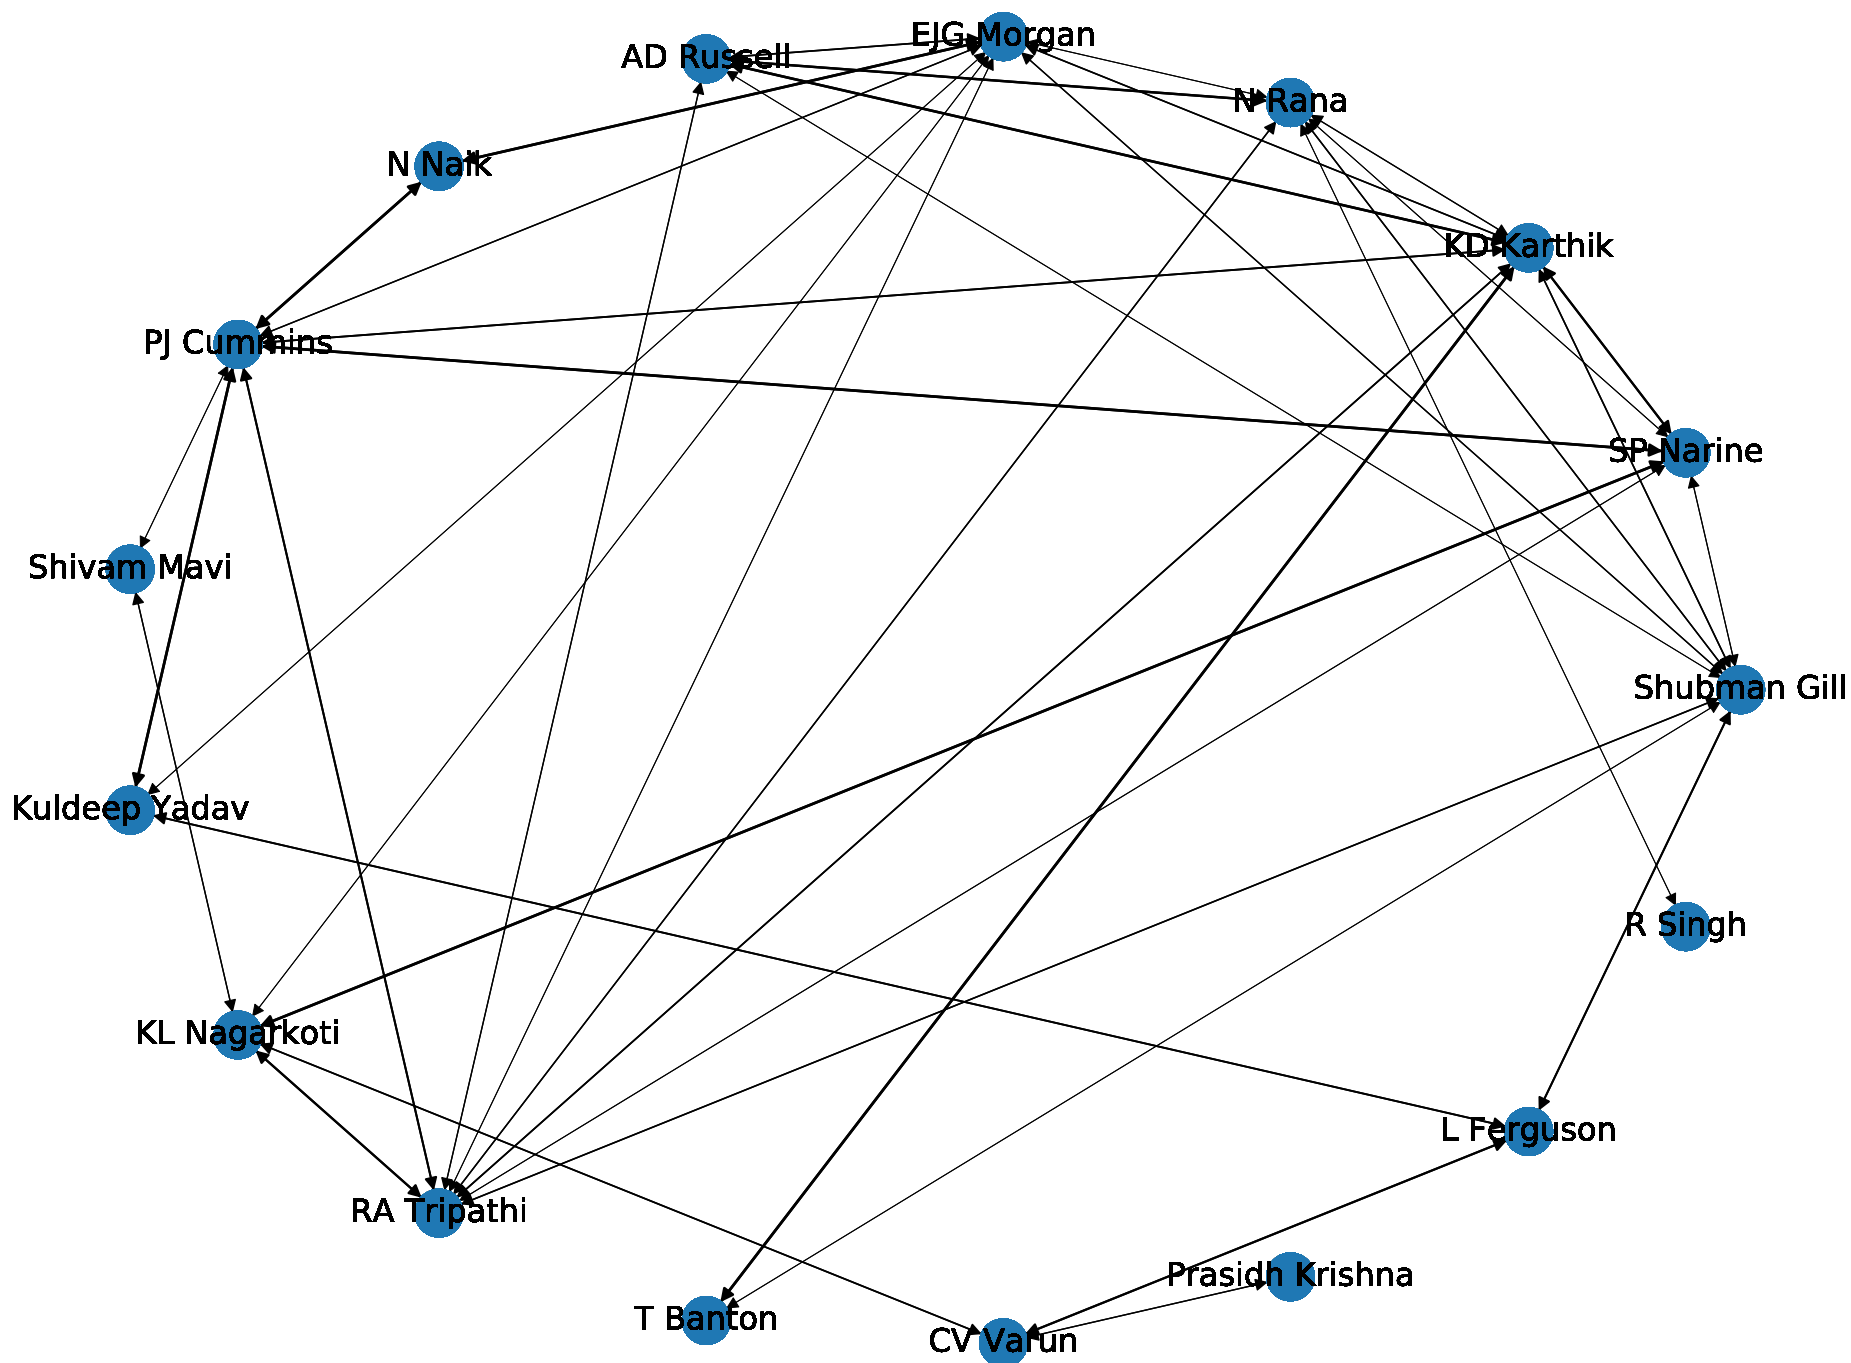 EJG Morgan
AD Russell
N Rana
N Naik
KD Karthik
PJ Cummins
SP Narine
Shivam Mavi
Shubman Gill
Kuldeep Yadav
R Singh
KL Nagarkoti
L Ferguson
RA Tripathi
Prasidh Krishna
T Banton
CV Varun